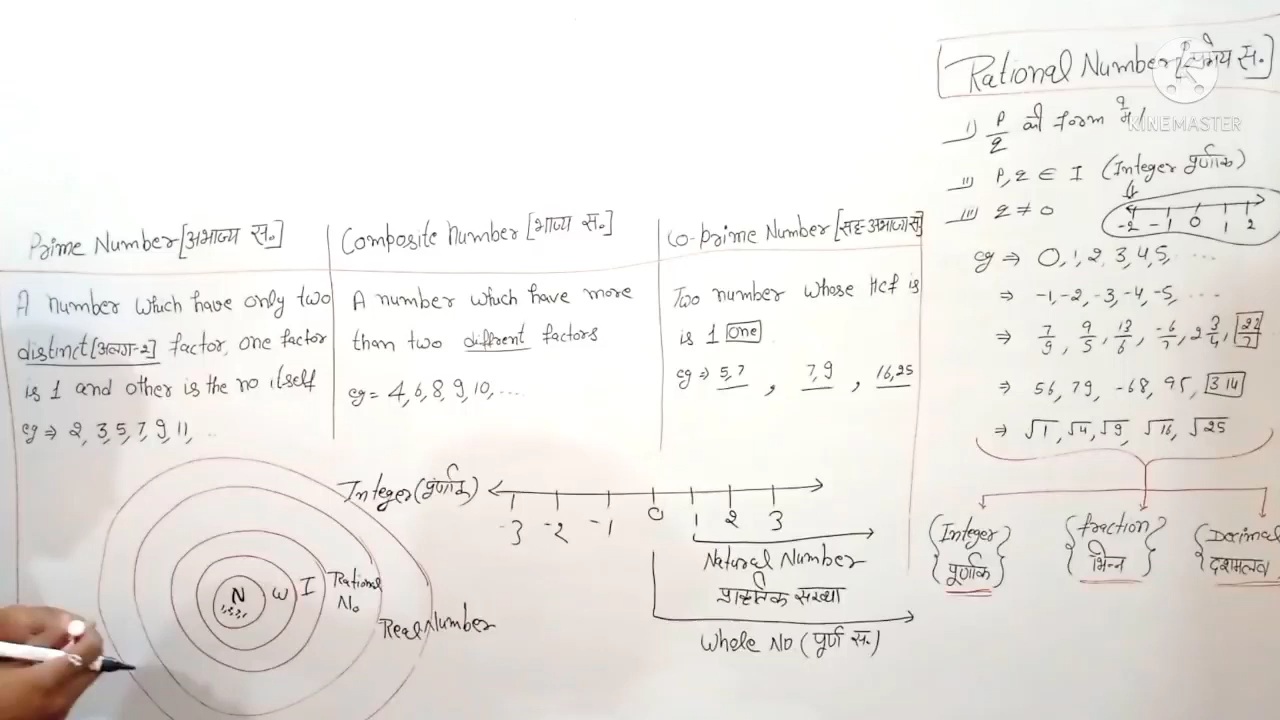 Rational Number [परिमेय स.]
KINEMASTER
i) p/q की form में।
ii) P, q ∈ I (Integer पूर्णांक)
iii) q ≠ 0
-2 -1 0 1 2
eg ⇒ 0, 1, 2, 3, 4, 5, ....
⇒ -1, -2, -3, -4, -5, ....
⇒ 7/9, 9/5, 13/6, -6/7, 2 3/4, 22/7
⇒ 56, 79, -68, 95, 3.14
⇒ √1, √4, √9, √16, √25
{Integer पूर्णांक}
{fraction भिन्न}
{Decimal दशमलव
Prime Number [अभाज्य स.]
A number which have only two
distinct [अलग-2] factor, one factor
is 1 and other is the no itself
eg ⇒ 2, 3, 5, 7, 9, 11, ..
Composite Number [भाज्य स.]
A number which have more
than two different factors
eg = 4, 6, 8, 9, 10, ....
Co-prime Number [सह-अभाज्य स]
Two number whose Hcf is
is 1 one
eg ⇒ 5,7 , 7,9 , 16,25
Integer (पूर्णांक)
-3 -2 -1 0 1 2 3
Natural Number
प्राकृतिक संख्या
Whole No (पूर्ण स.)
N
1,2,3,
W
I
Rational
No
Real Number